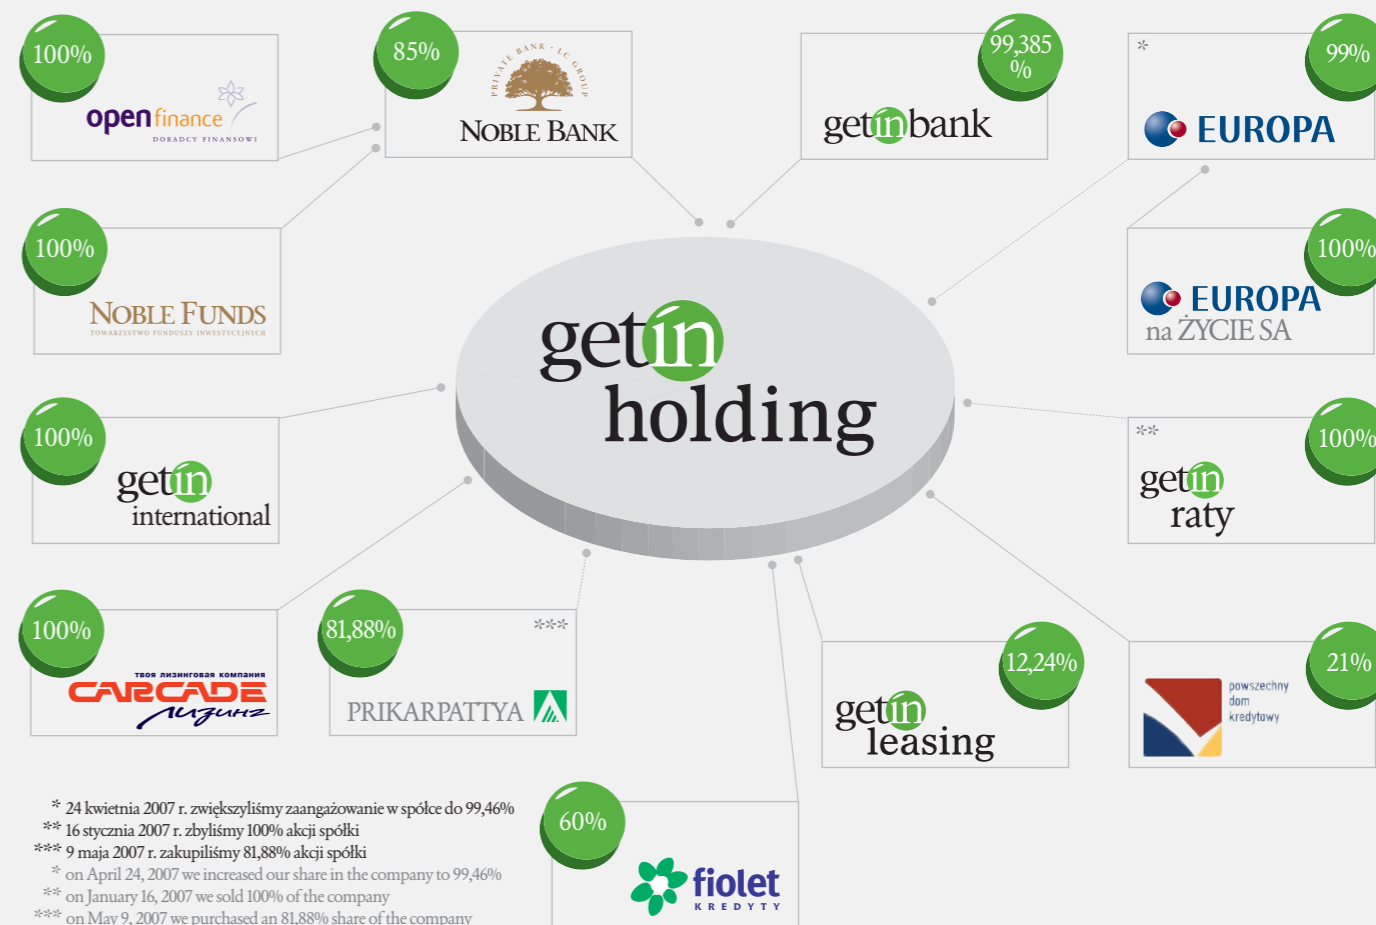 100%
open finance
DORADCY FINANSOWI
85%
PRIVATE BANK · LC GROUP
NOBLE BANK
99,385
%
getin bank
*
99%
EUROPA
100%
NOBLE FUNDS
TOWARZYSTWO FUNDUSZY INWESTYCYJNYCH
100%
EUROPA
na ŻYCIE SA
getin
holding
100%
getin
international
**
100%
getin
raty
100%
твоя лизинговая компания
CARCADE
лизинг
81,88%
***
PRIKARPATTYA
12,24%
getin
leasing
21%
powszechny
dom
kredytowy
60%
fiolet
KREDYTY
* 24 kwietnia 2007 r. zwiększyliśmy zaangażowanie w spółce do 99,46%
** 16 stycznia 2007 r. zbyliśmy 100% akcji spółki
*** 9 maja 2007 r. zakupiliśmy 81,88% akcji spółki
* on April 24, 2007 we increased our share in the company to 99,46%
** on January 16, 2007 we sold 100% of the company
*** on May 9, 2007 we purchased an 81,88% share of the company